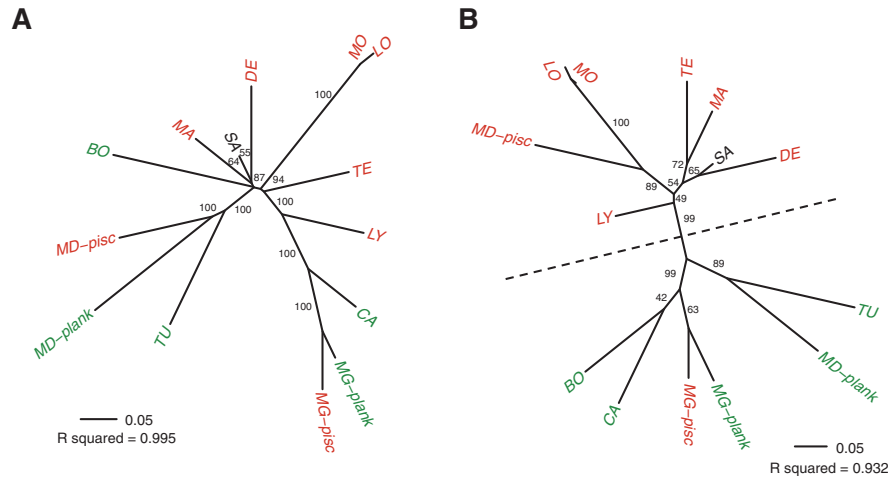 A
DE
MO
LO
100
MA
SA
55
64
BO
87
94
TE
100
100
100
LY
MD-pisc
100
100
CA
MD-plank
TU
MG-plank
MG-pisc
0.05
R squared = 0.995
B
LO
MO
TE
MA
100
MD-pisc
72
65
SA
DE
54
89
49
LY
99
99
89
42
63
TU
MD-plank
BO
CA
MG-pisc
MG-plank
0.05
R squared = 0.932